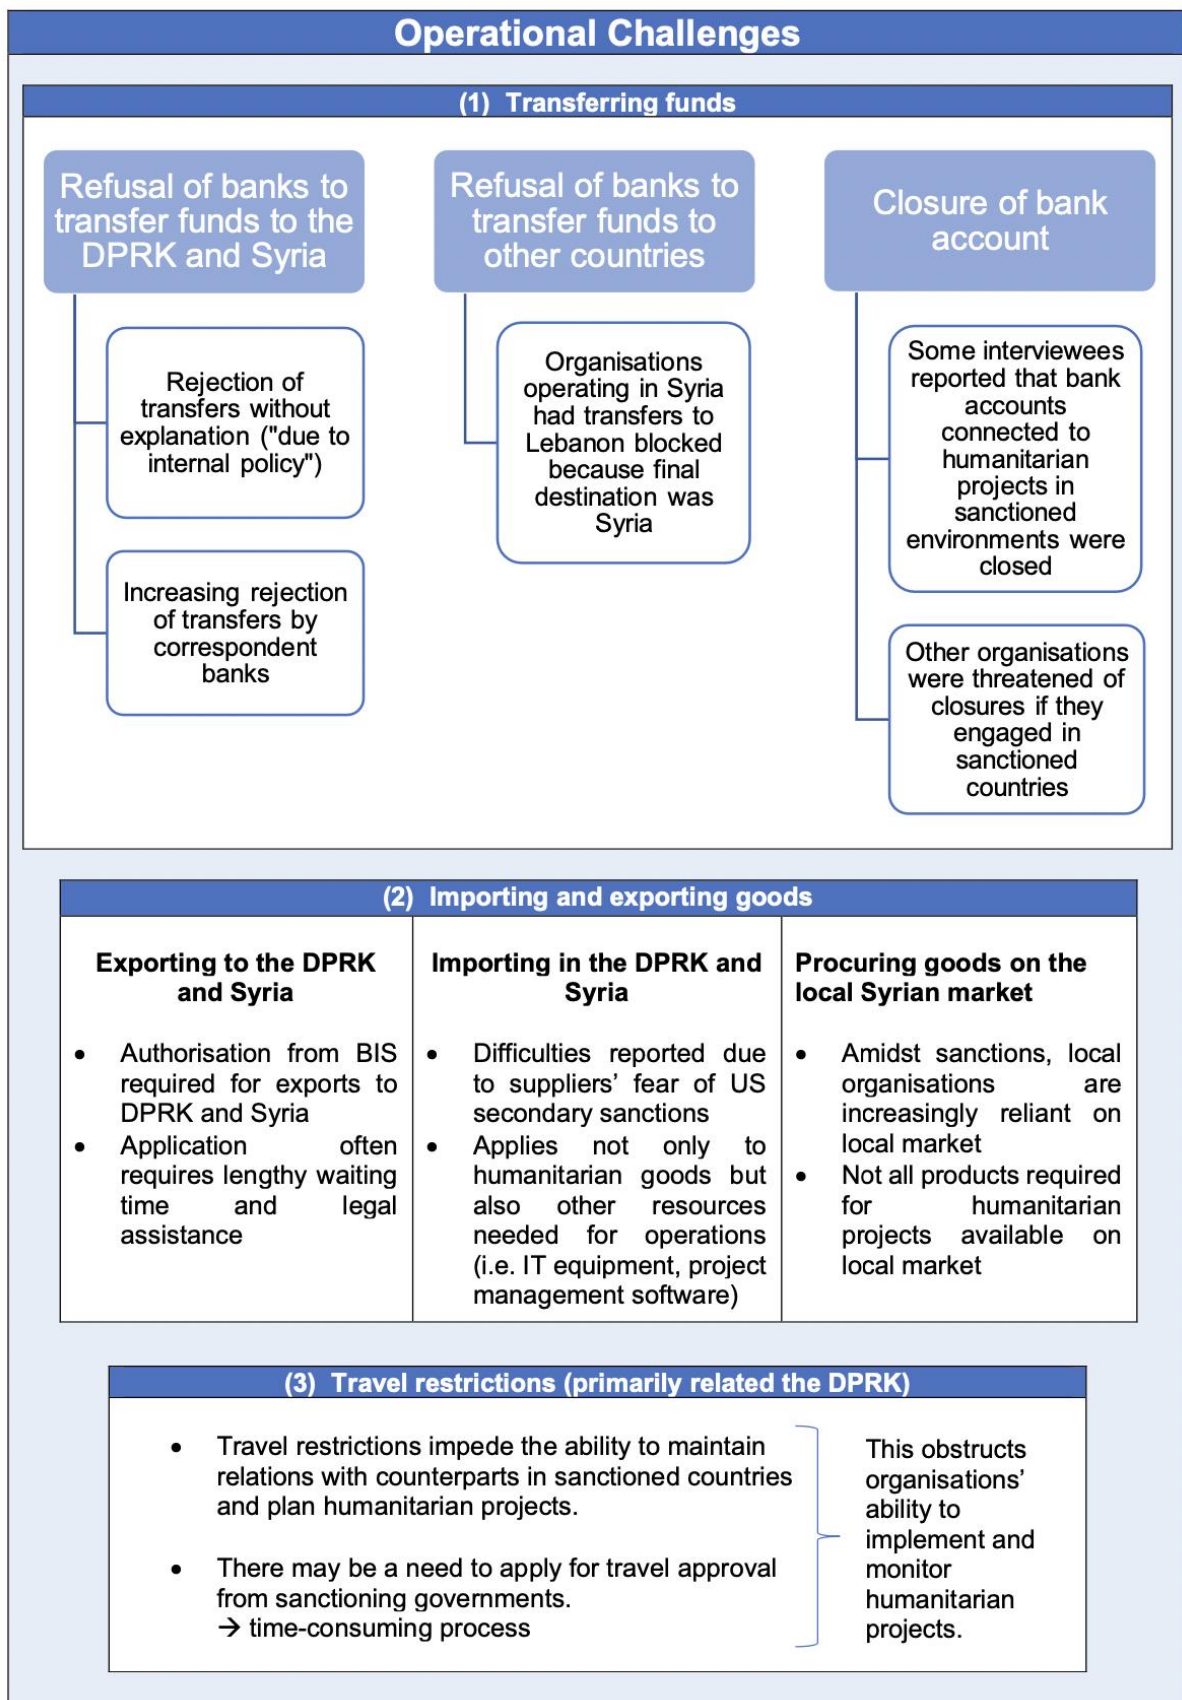 Operational Challenges
(1) Transferring funds
Refusal of banks to
transfer funds to the
DPRK and Syria
Rejection of
transfers without
explanation ("due to
internal policy")
Increasing rejection
of transfers by
correspondent
banks
Refusal of banks to
transfer funds to
other countries
Organisations
operating in Syria
had transfers to
Lebanon blocked
because final
destination was
Syria
Closure of bank
account
Some interviewees
reported that bank
accounts
connected to
humanitarian
projects in
sanctioned
environments were
closed
Other organisations
were threatened of
closures if they
engaged in
sanctioned
countries
(2) Importing and exporting goods
Exporting to the DPRK
and Syria
• Authorisation from BIS
required for exports to
DPRK and Syria
• Application often
requires lengthy waiting
time and legal
assistance
Importing in the DPRK and
Syria
• Difficulties reported due
to suppliers’ fear of US
secondary sanctions
• Applies not only to
humanitarian goods but
also other resources
needed for operations
(i.e. IT equipment, project
management software)
Procuring goods on the
local Syrian market
• Amidst sanctions, local
organisations are
increasingly reliant on
local market
• Not all products required
for humanitarian
projects available on
local market
(3) Travel restrictions (primarily related the DPRK)
• Travel restrictions impede the ability to maintain
relations with counterparts in sanctioned countries
and plan humanitarian projects.
• There may be a need to apply for travel approval
from sanctioning governments.
→ time-consuming process
This obstructs
organisations’
ability to
implement and
monitor
humanitarian
projects.